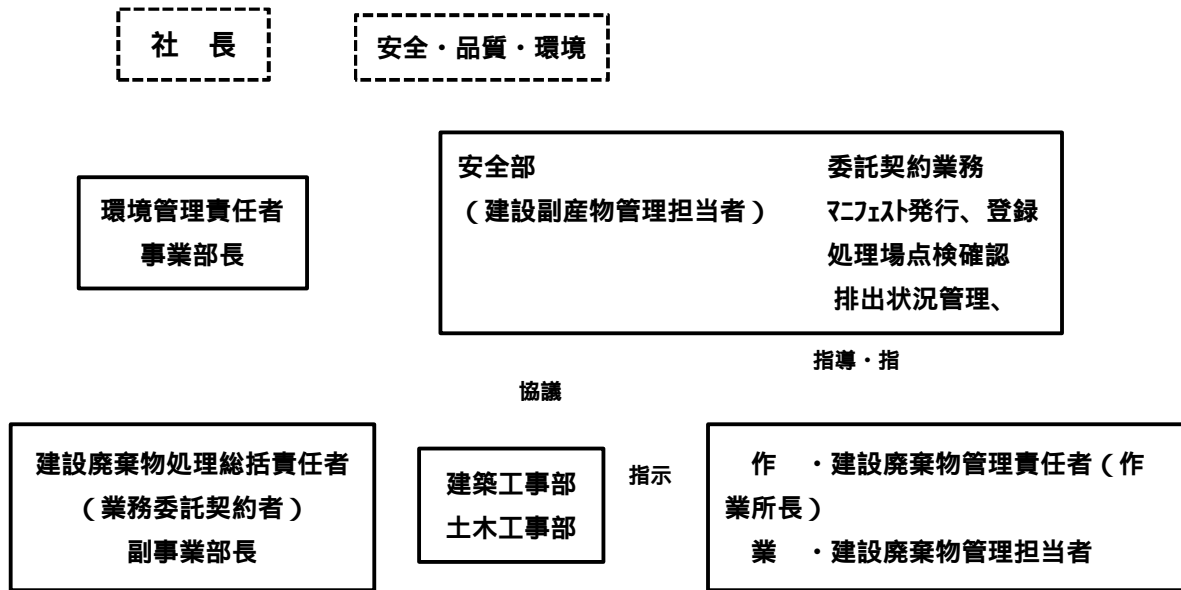 社　長
安全・品質・環境
環境管理責任者
事業部長
安全部　委託契約業務
（建設副産物管理担当者）　ﾏﾆﾌｪｽﾄ発行、登録
処理場点検確認
排出状況管理、
指導・指
協議
建設廃棄物処理総括責任者
（業務委託契約者）
副事業部長
建築工事部
土木工事部
指示
作　・建設廃棄物管理責任者（作
業所長）
業　・建設廃棄物管理担当者